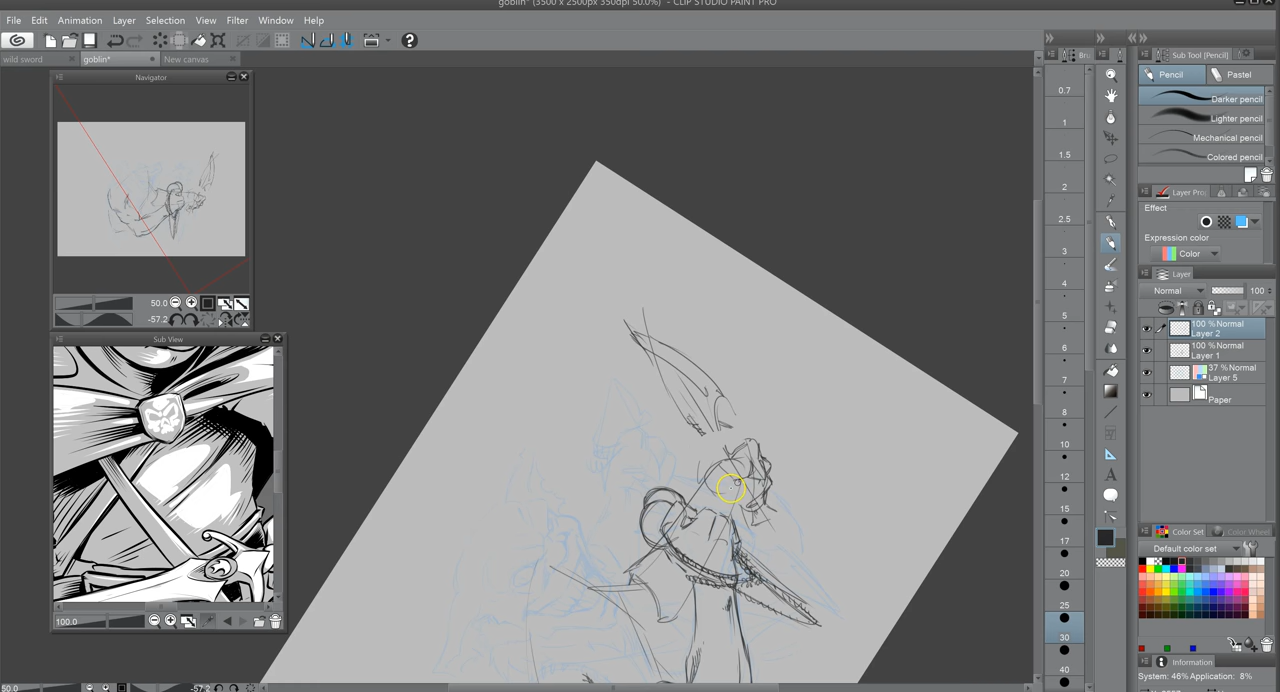 goblin* (3500 x 2500px 350dpi 50.0%) - CLIP STUDIO PAINT PRO
File Edit Animation Layer Selection View Filter Window Help
wild sword goblin* New canvas
Navigator
50.0
-57.2
Sub View
100.0
50.0
-57.2
Bru
0.7
1
1.5
2
2.5
3
4
5
6
7
8
10
12
15
17
20
25
30
40
A
Sub Tool [Pencil]
Pencil Pastel
Darker pencil
Lighter pencil
Mechanical pencil
Colored pencil
Layer Pro
Effect
Expression color
Color
Layer
Normal 100
100 %Normal
Layer 2
100 %Normal
Layer 1
37 %Normal
Layer 5
Paper
Color Set Color Wheel
Default color set
Information
System: 46% Application: 8%